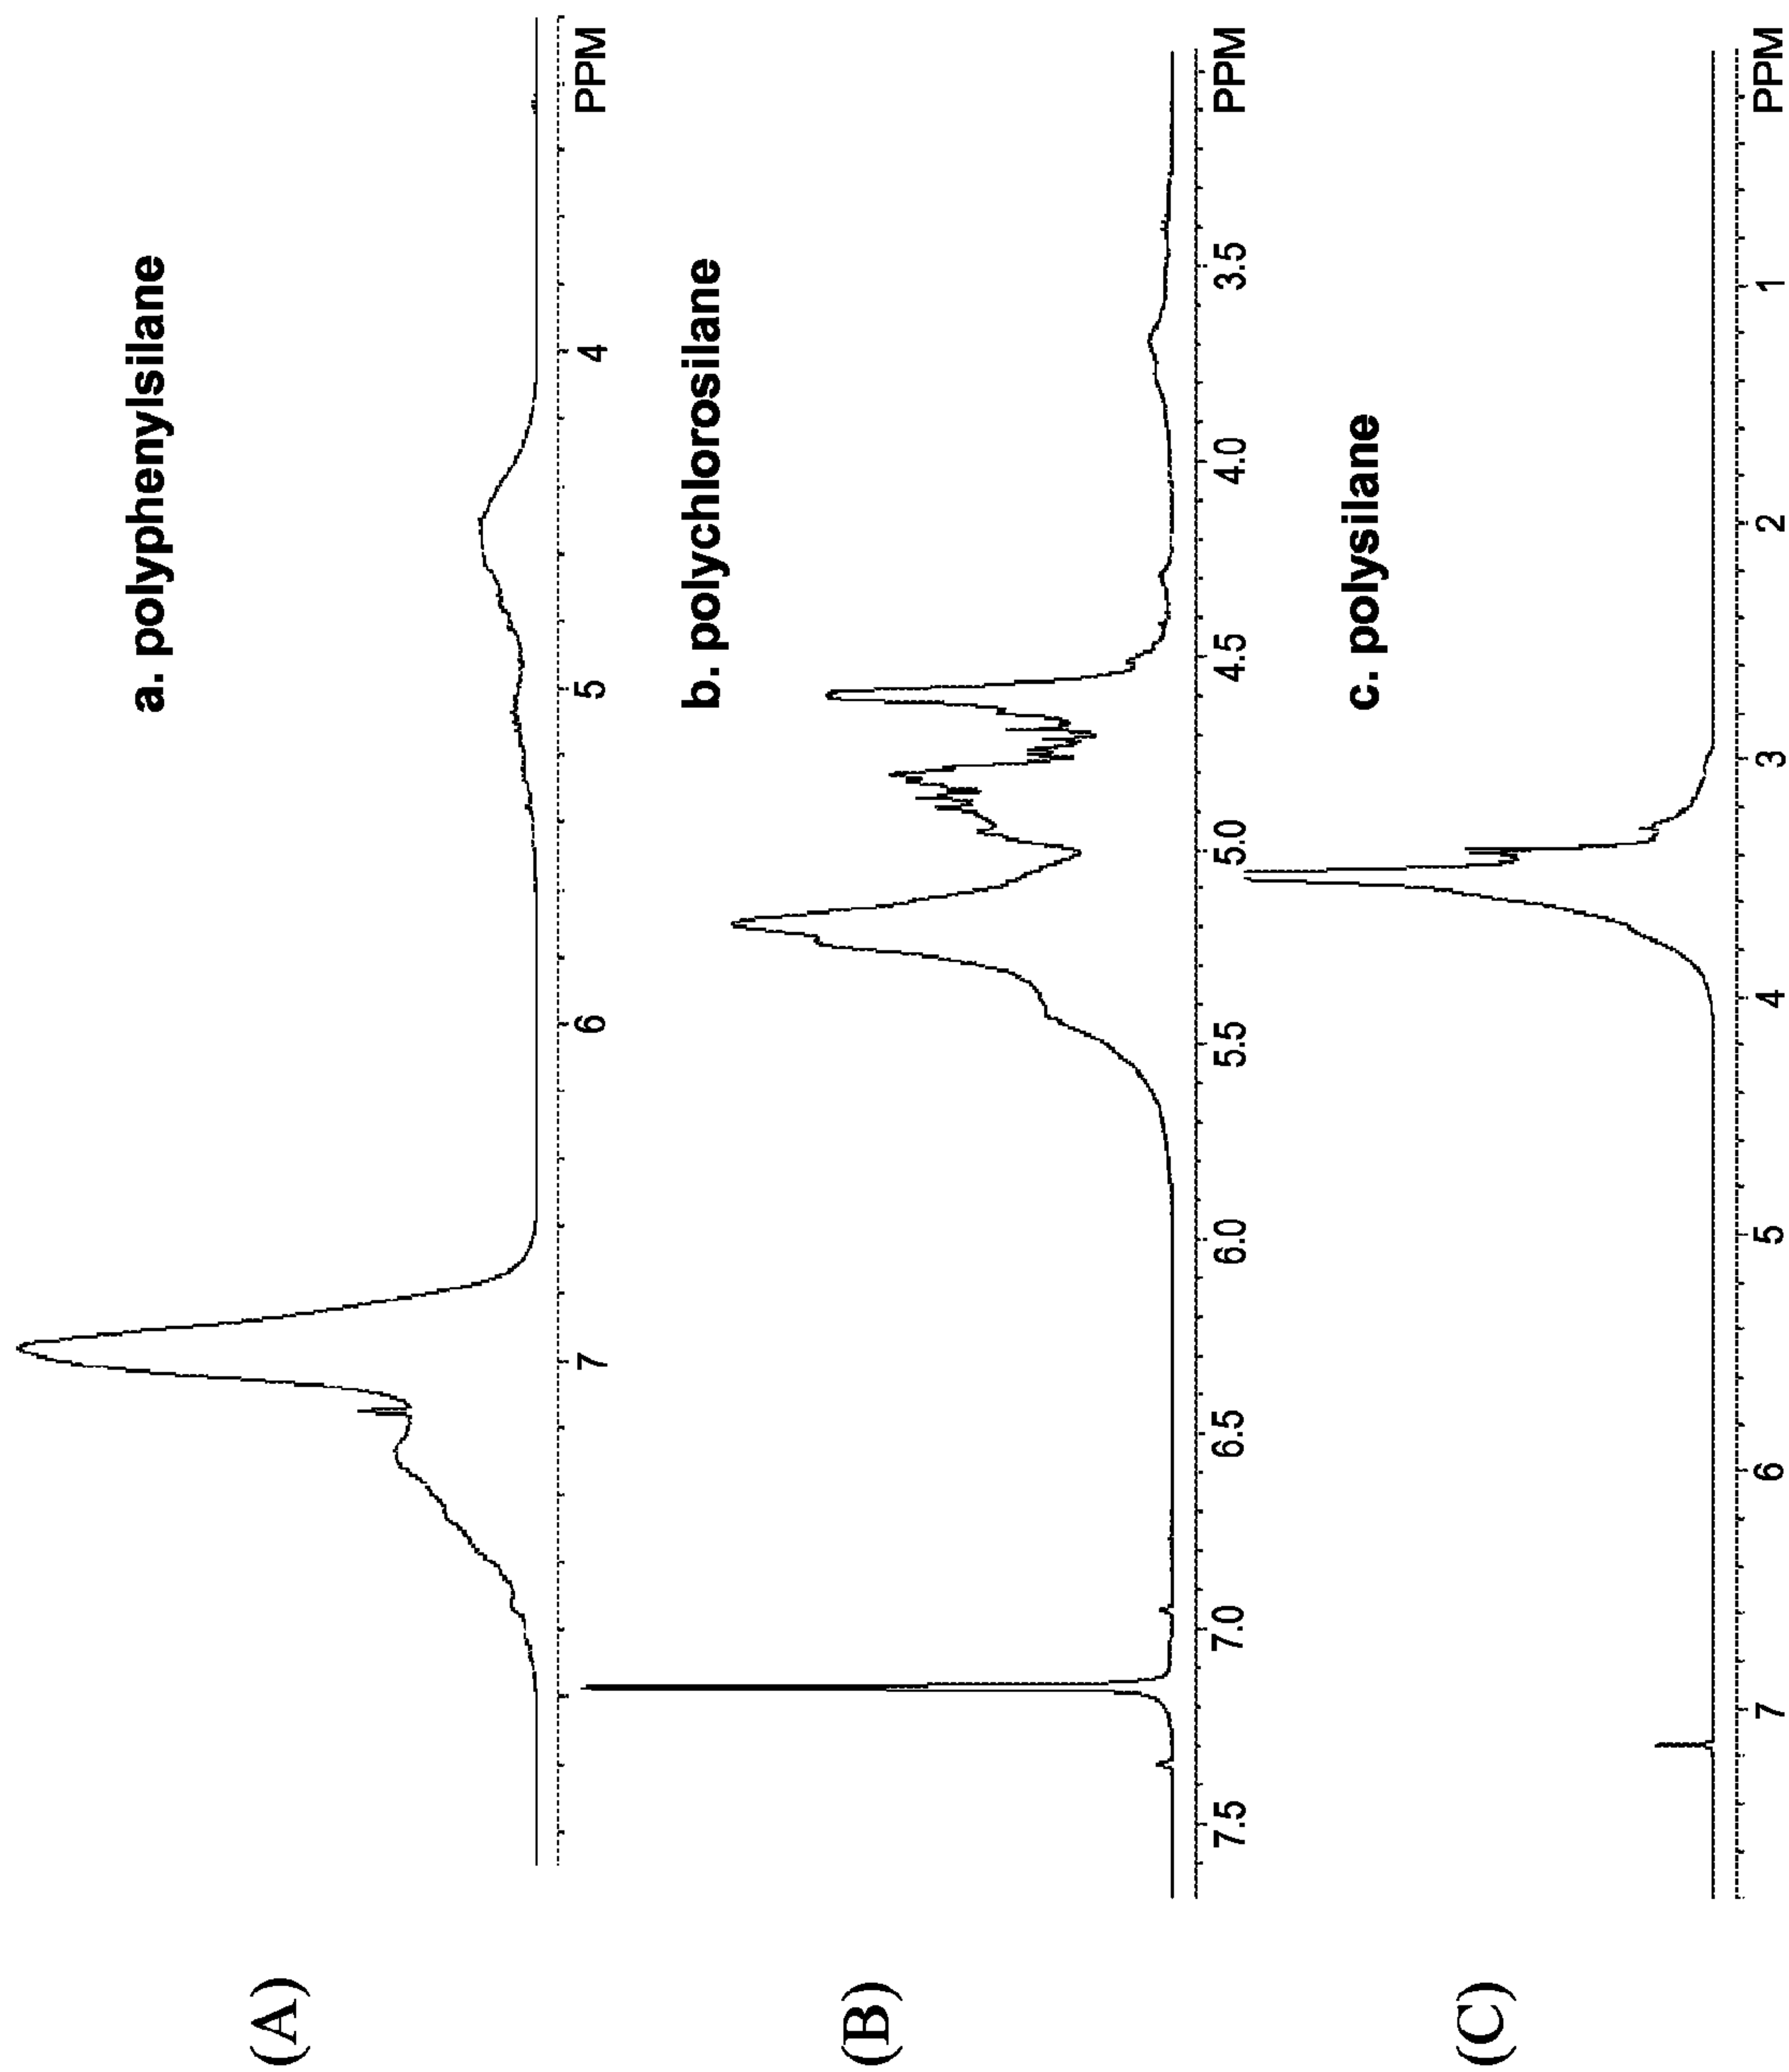 (A)
a. polyphenylsilane
7 6 5 4 PPM
(B)
b. polychlorosilane
7.5 7.0 6.5 6.0 5.5 5.0 4.5 4.0 3.5 PPM
(C)
c. polysilane
7 6 5 4 3 2 1 PPM